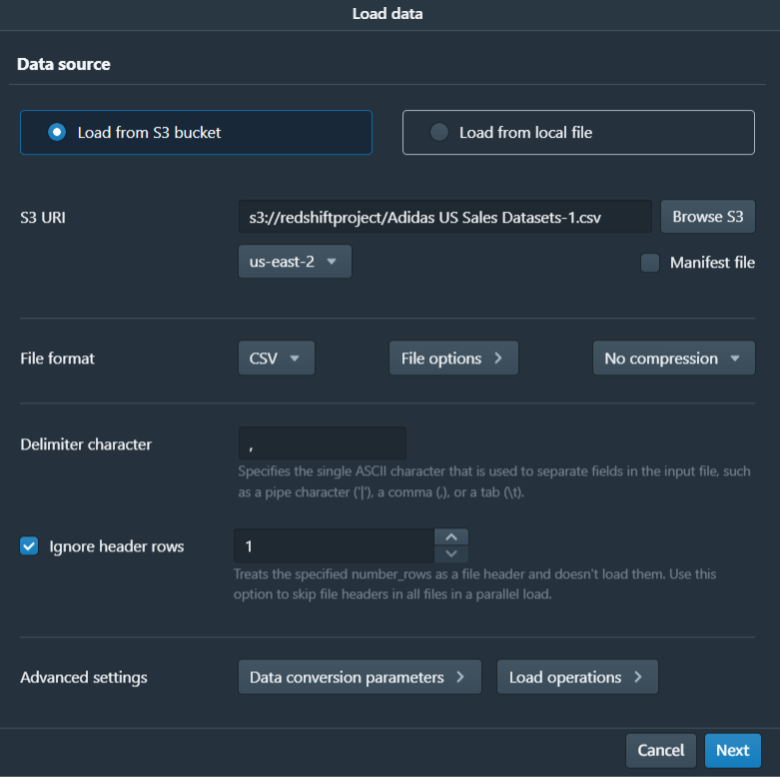 Load data
Data source
Load from S3 bucket
Load from local file
S3 URI
s3://redshiftproject/Adidas US Sales Datasets-1.csv
Browse S3
us-east-2
Manifest file
File format
CSV
File options
No compression
Delimiter character
,
Specifies the single ASCII character that is used to separate fields in the input file, such
as a pipe character ('|'), a comma (,), or a tab (\t).
Ignore header rows
1
Treats the specified number_rows as a file header and doesn't load them. Use this
option to skip file headers in all files in a parallel load.
Advanced settings
Data conversion parameters
Load operations
Cancel
Next